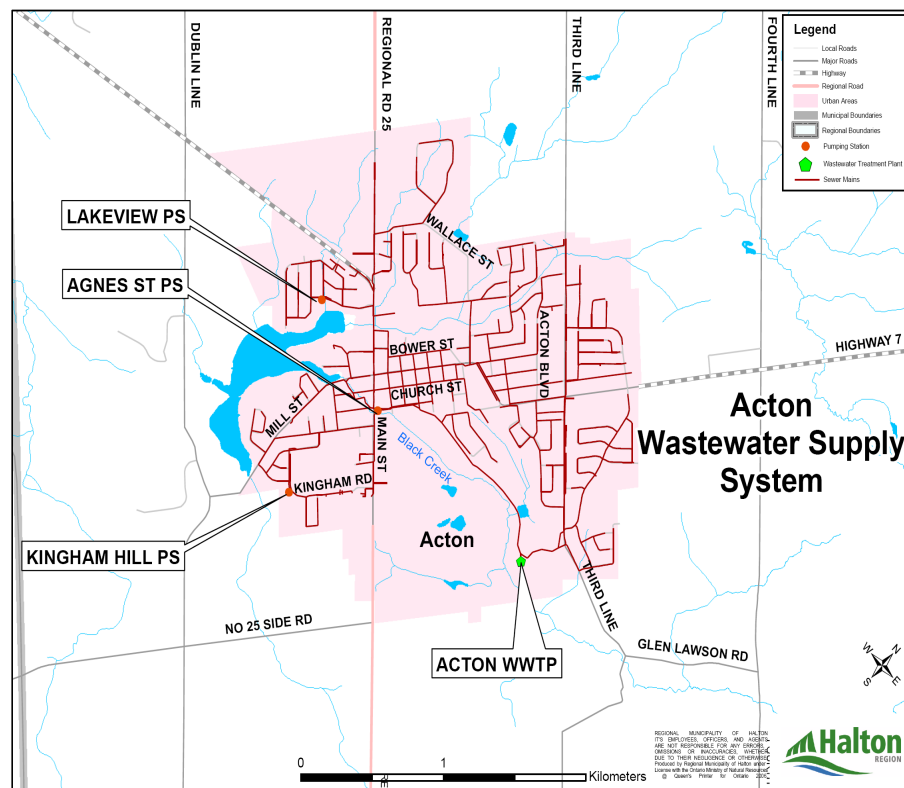 DUBLIN LINE
REGIONAL RD 25
THIRD LINE
FOURTH LINE
Legend
Local Roads
Major Roads
Highway
Regional Road
Urban Areas
Municipal Boundaries
Regional Boundaries
Pumping Station
Wastewater Treatment Plant
Sewer Mains
LAKEVIEW PS
WALLACE ST
AGNES ST PS
ACTON BLVD
BOWER ST
HIGHWAY 7
CHURCH ST
MILL ST
MAIN ST
Black Creek
Acton
Wastewater Supply
System
KINGHAM RD
Acton
KINGHAM HILL PS
THIRD LINE
NO 25 SIDE RD
GLEN LAWSON RD
ACTON WWTP
W
N
S
E
REGIONAL MUNICIPALITY OF HALTON
IT'S EMPLOYEES, OFFICERS, AND AGENTS
ARE NOT RESPONSIBLE FOR ANY ERRORS,
OMISSIONS OR INACCURACIES, WHETHER
DUE TO THEIR NEGLIGENCE OR OTHERWISE
Produced by Regional Municipality of Halton under
License with the Ontario Ministry of Natural Resources
© Queen's Printer for Ontario
Halton
REGION
0
1
Kilometers